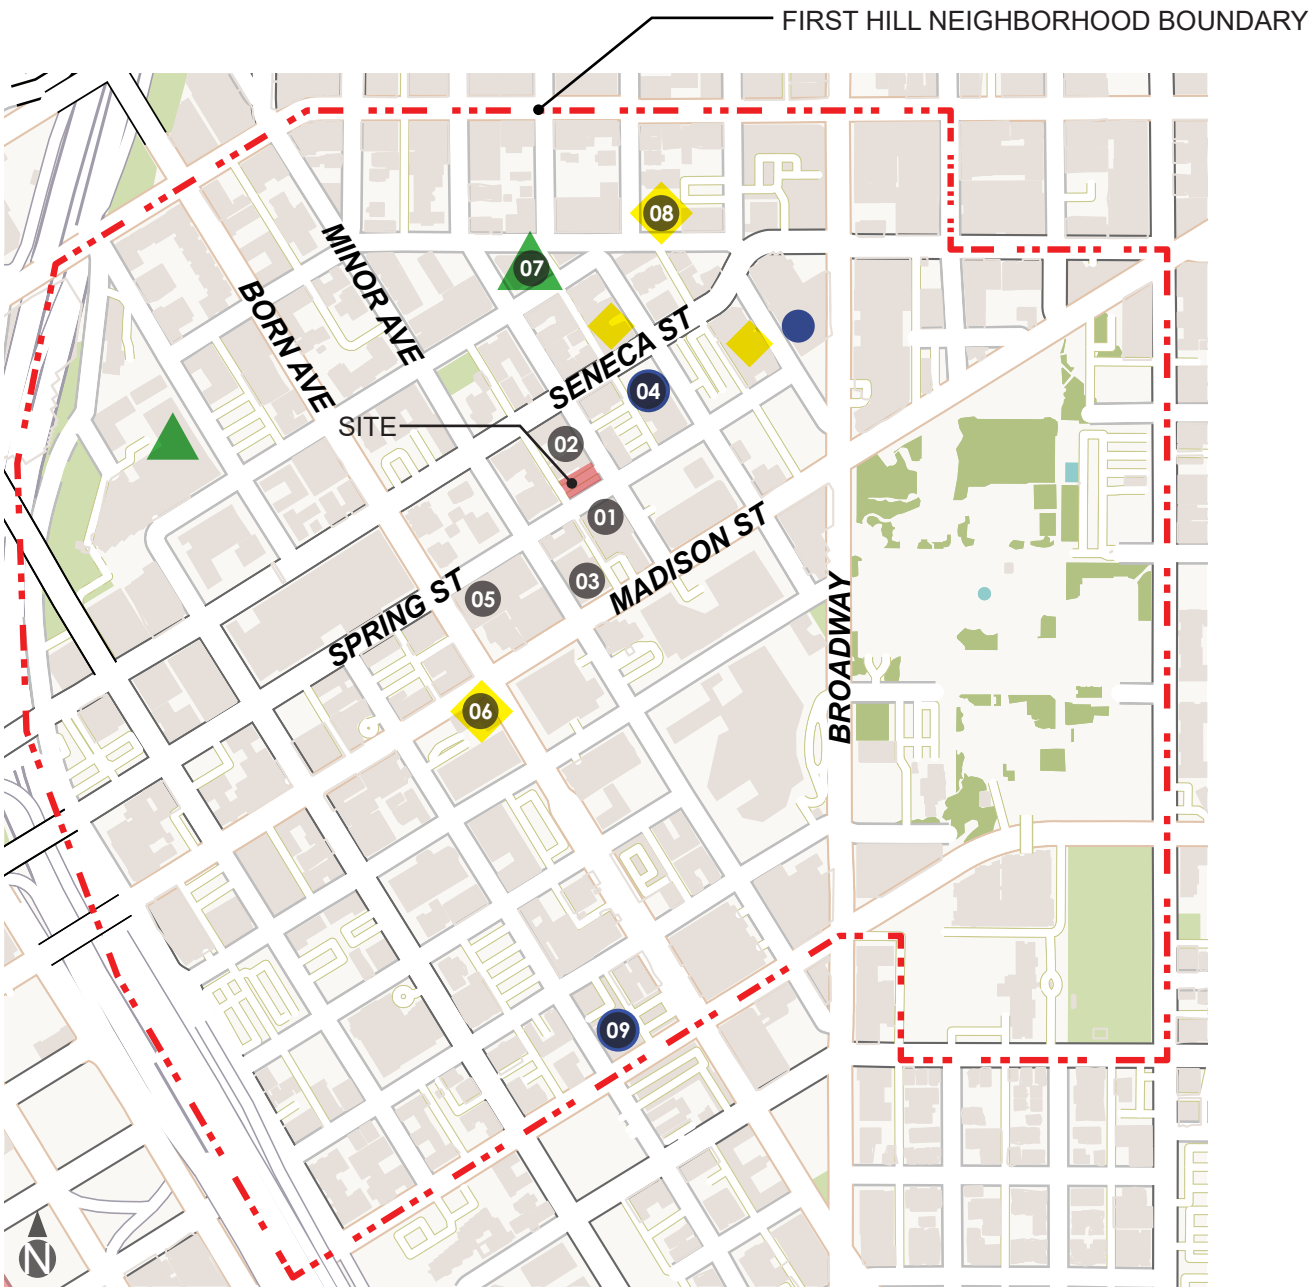 FIRST HILL NEIGHBORHOOD BOUNDARY
08
MINOR AVE
07
BORN AVE
SENECA ST
04
SITE
02
01
MADISON ST
03
SPRING ST
05
BROADWAY
06
09
N